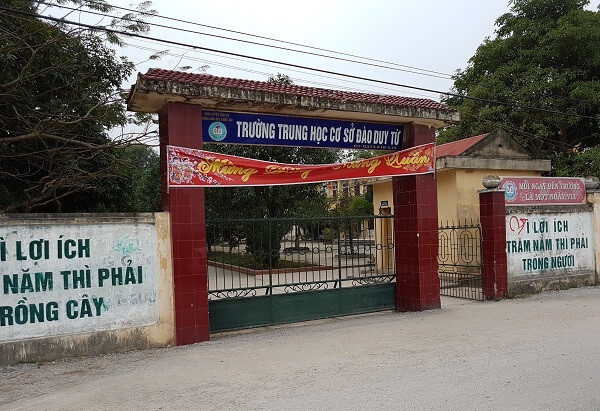 TRƯỜNG TRUNG HỌC CƠ SỞ ĐÀO DUY TỪ
Mừng Đảng Mừng Xuân
MỖI NGÀY ĐẾN TRƯỜNG
LÀ MỘT NGÀY VUI
Ì LỢI ÍCH
NĂM THÌ PHẢI
RỒNG CÂY
VÌ LỢI ÍCH
TRĂM NĂM THÌ PHẢI
TRỒNG NGƯỜI